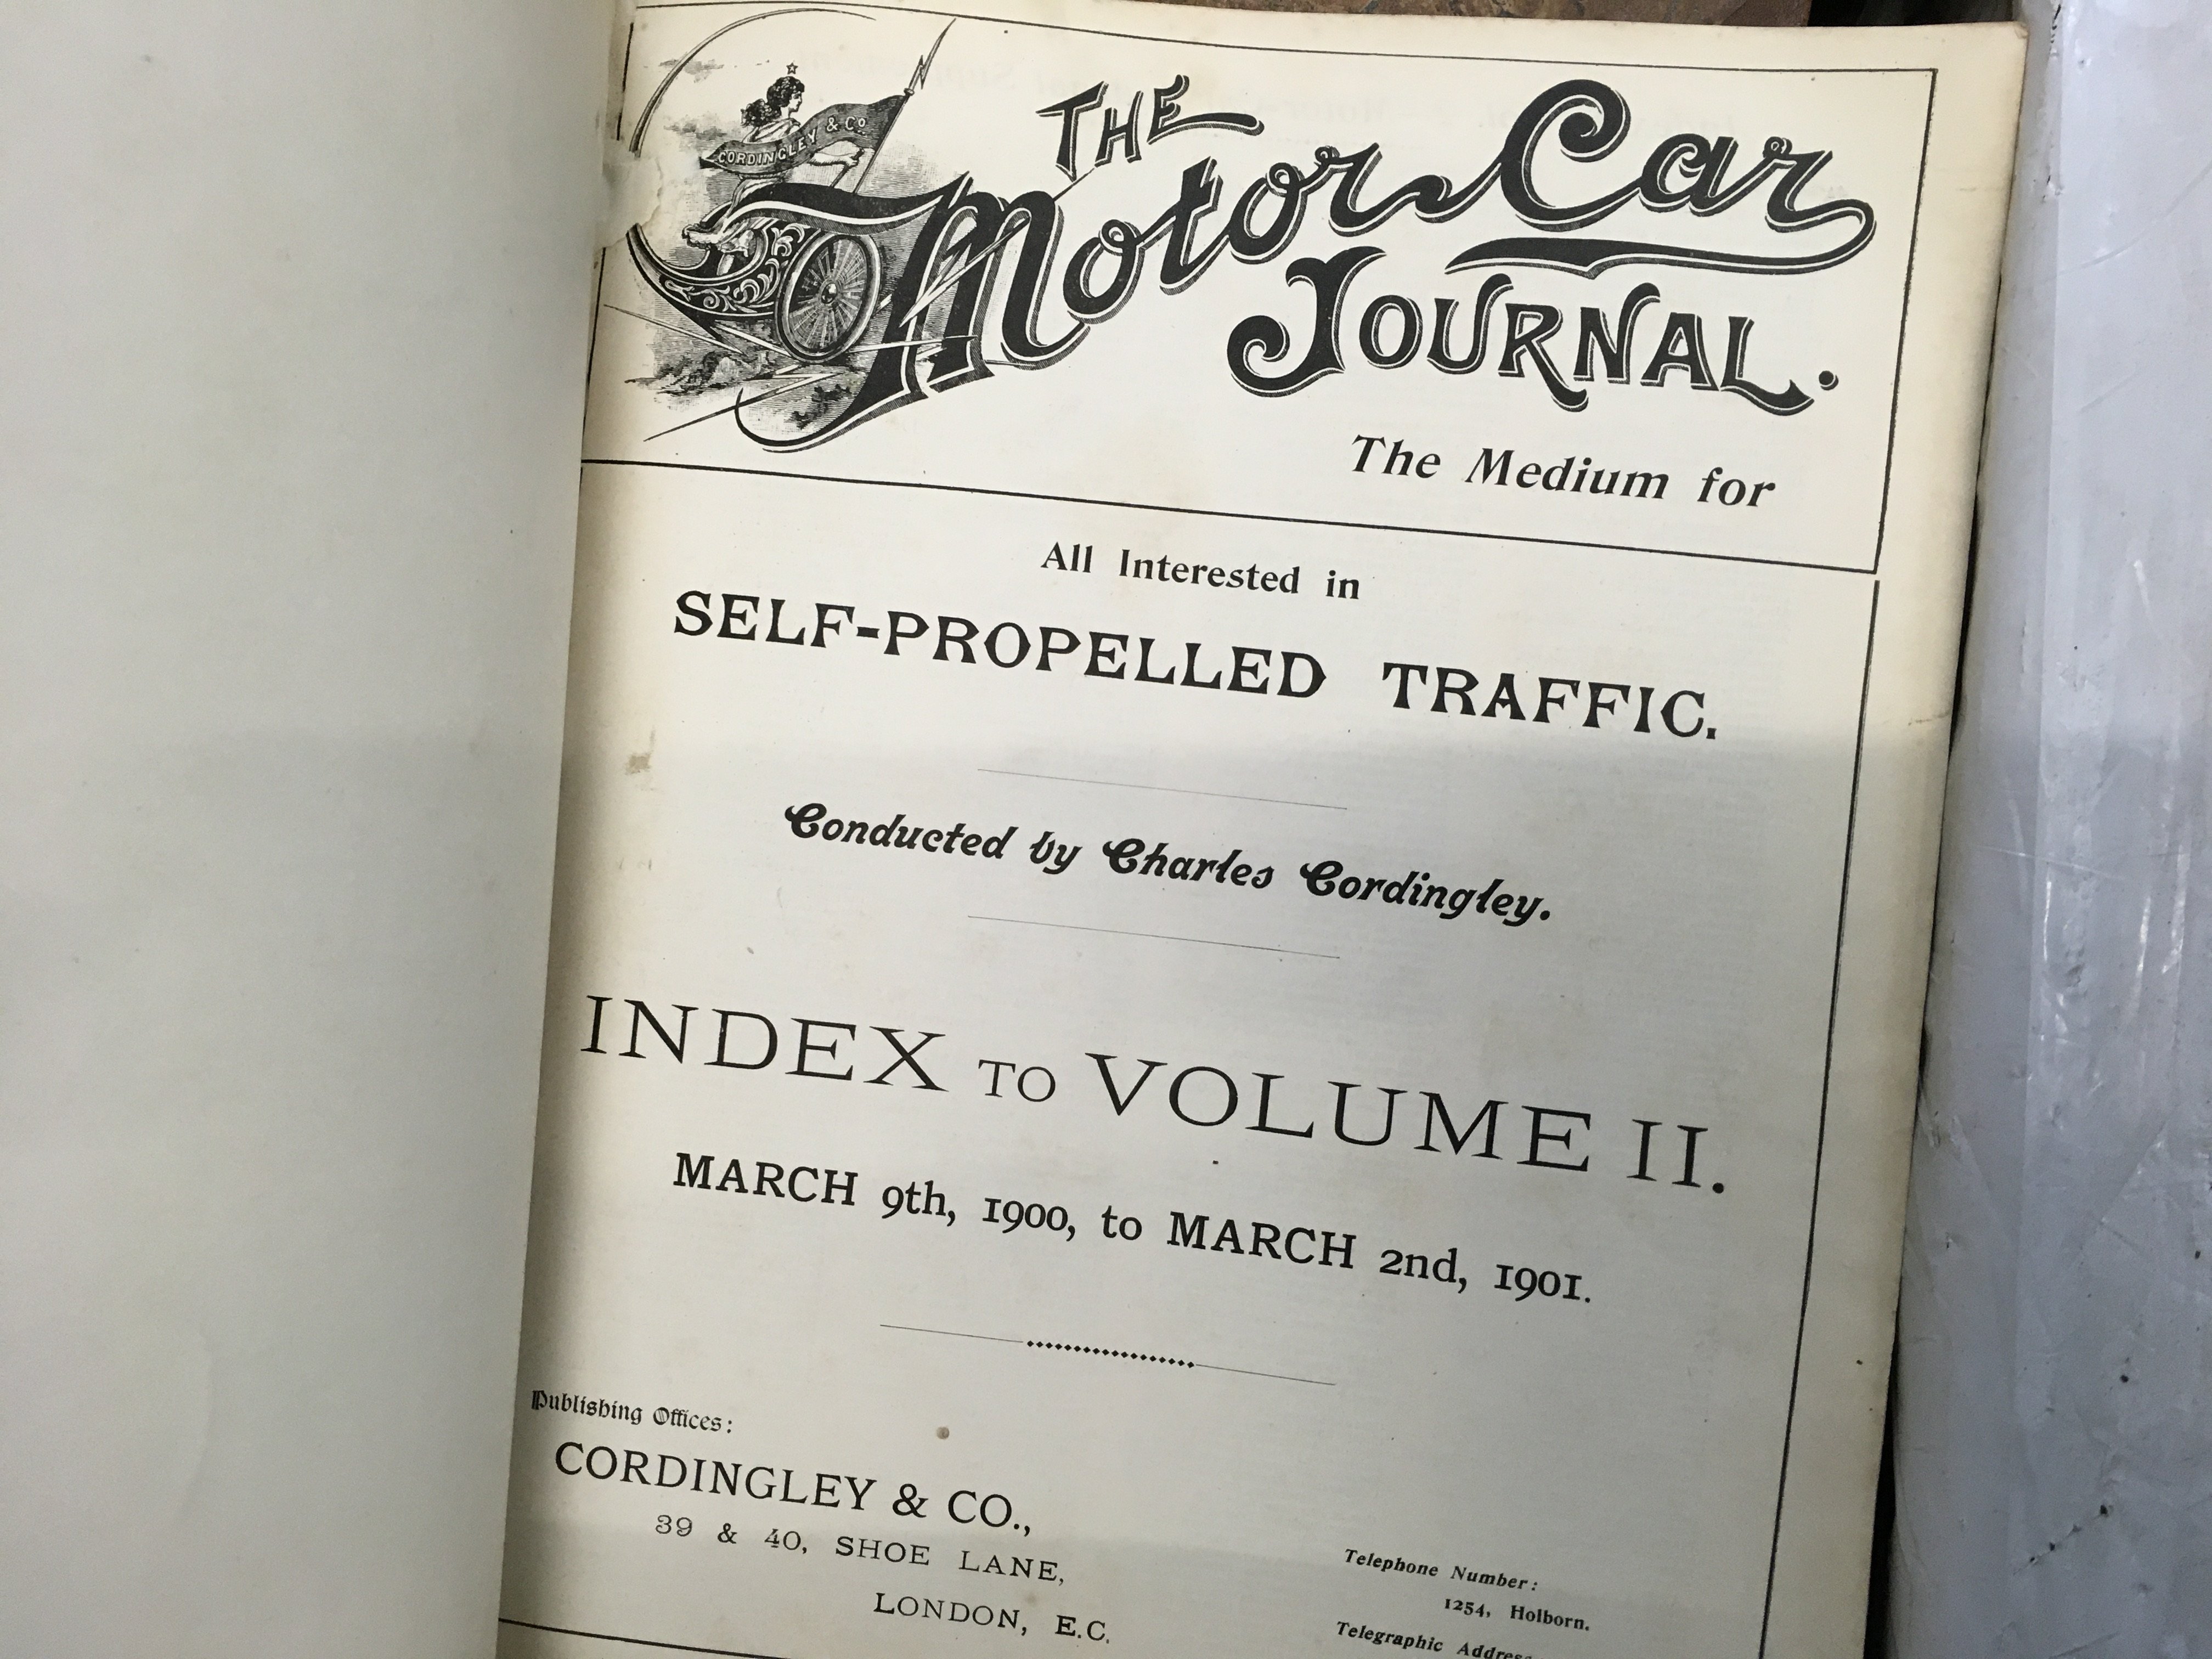 CORDINGLEY & Co.
THE
Motor-Car
JOURNAL.
The Medium for
All Interested in
SELF-PROPELLED TRAFFIC.
Conducted by Charles Cordingley.
INDEX TO VOLUME II.
MARCH 9th, 1900, to MARCH 2nd, 1901.
Publishing Offices:
CORDINGLEY & CO.,
39 & 40, SHOE LANE,
LONDON, E.C.
Telephone Number:
1254, Holborn.
Telegraphic